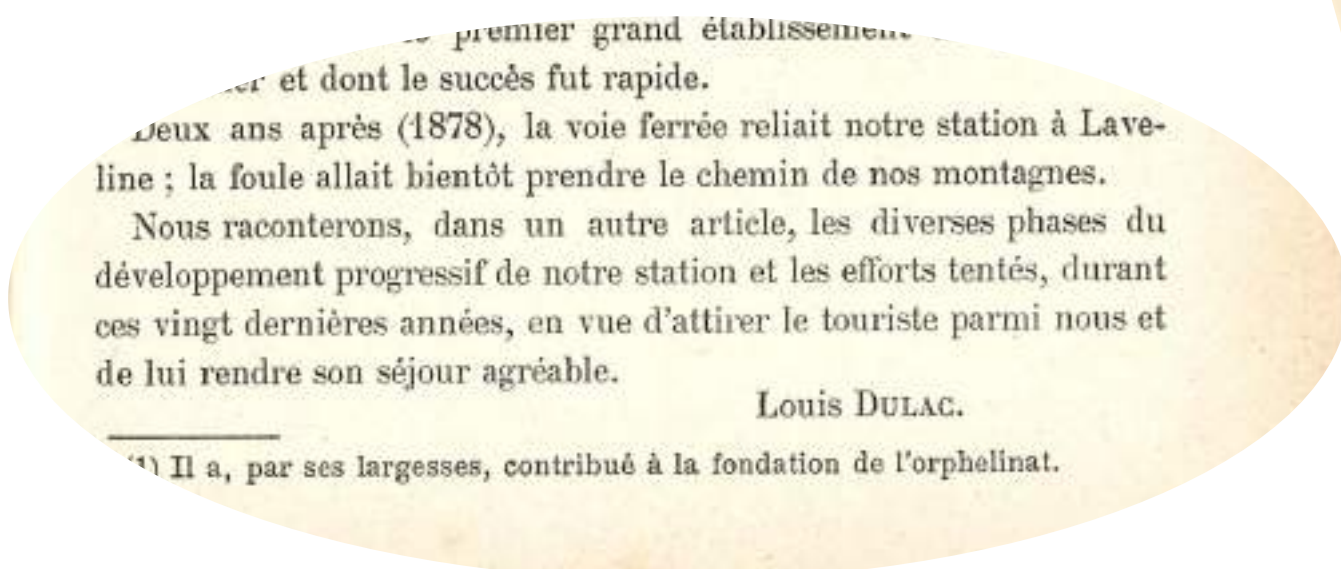 premier grand établissement
et dont le succès fut rapide.
Deux ans après (1878), la voie ferrée reliait notre station à Lave-
line ; la foule allait bientôt prendre le chemin de nos montagnes.
Nous raconterons, dans un autre article, les diverses phases du
développement progressif de notre station et les efforts tentés, durant
ces vingt dernières années, en vue d'attirer le touriste parmi nous et
de lui rendre son séjour agréable.
Louis DULAC.
(1) Il a, par ses largesses, contribué à la fondation de l'orphelinat.